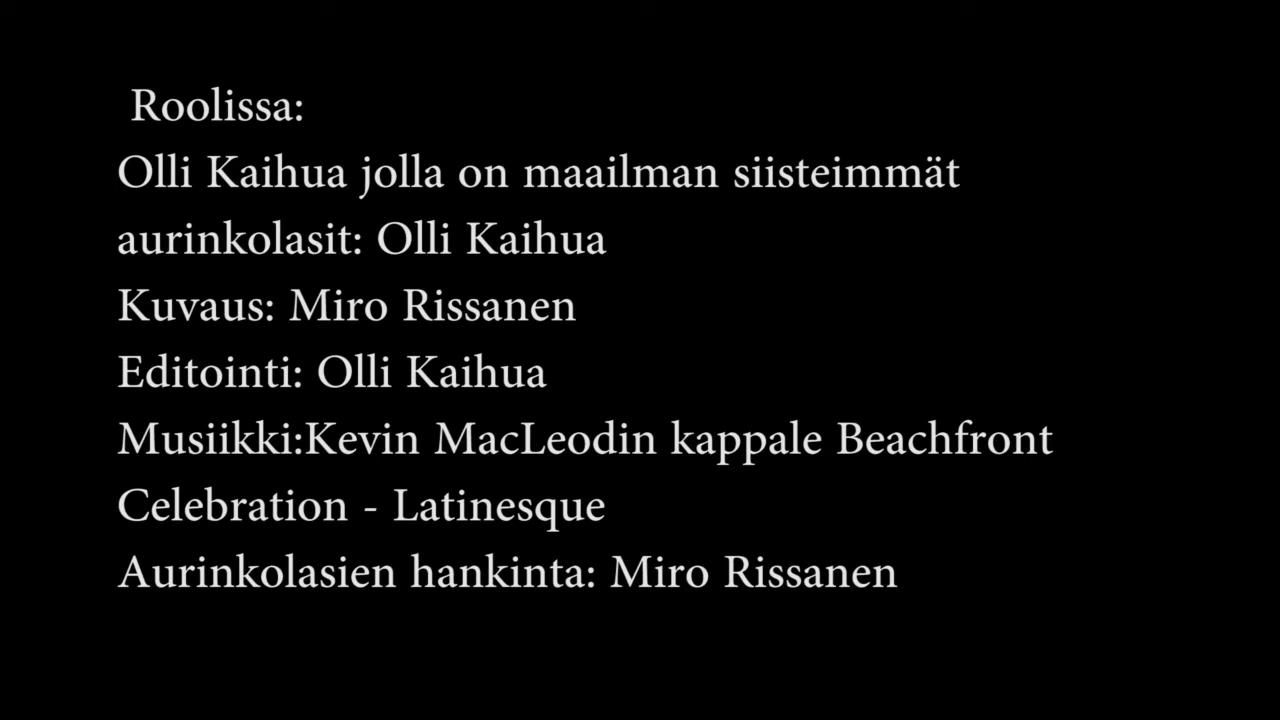 Roolissa:
Olli Kaihua jolla on maailman siisteimmät
aurinkolasit: Olli Kaihua
Kuvaus: Miro Rissanen
Editointi: Olli Kaihua
Musiikki:Kevin MacLeodin kappale Beachfront
Celebration - Latinesque
Aurinkolasien hankinta: Miro Rissanen